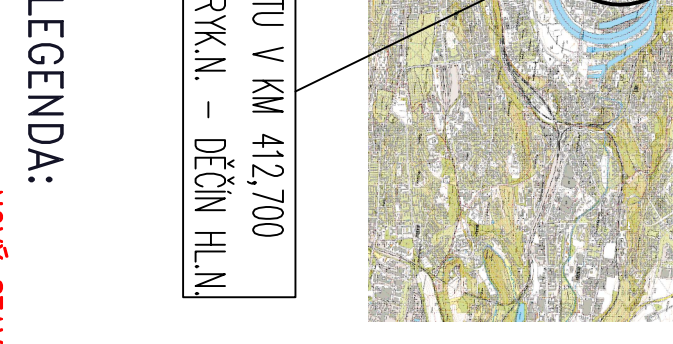 TU V KM 412,700
RYK.N. – DĚČÍN HL.N.
LEGENDA: